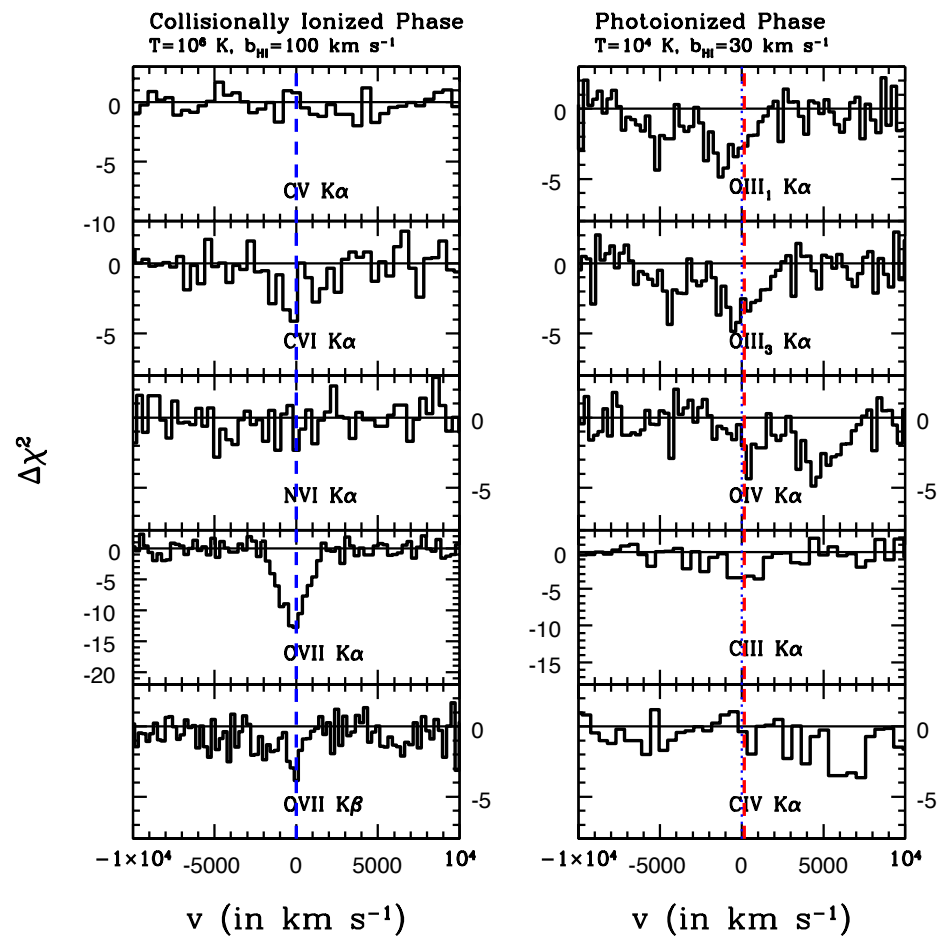 Collisionally Ionized Phase
T=10⁶ K, b_HI=100 km s⁻¹
Photoionized Phase
T=10⁴ K, b_HI=30 km s⁻¹
Δχ²
0
-5
-10
CV Kα
0
-5
CVI Kα
0
-5
NVI Kα
0
-5
-10
-15
-20
OVII Kα
0
-5
OVII Kβ
−1×10⁴ -5000 0 5000 10⁴
v (in km s⁻¹)
0
-5
OIII₁ Kα
0
-5
OIII₃ Kα
0
-5
OIV Kα
0
-5
-10
-15
CIII Kα
0
-5
CIV Kα
−1×10⁴ -5000 0 5000 10⁴
v (in km s⁻¹)